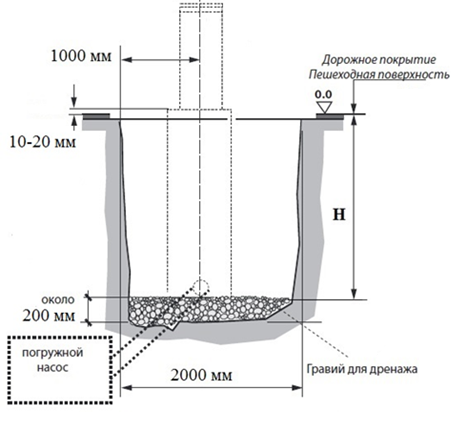 1000 мм
Дорожное покрытие
Пешеходная поверхность
0.0
10-20 мм
H
около
200 мм
погружной
насос
Гравий для дренажа
2000 мм